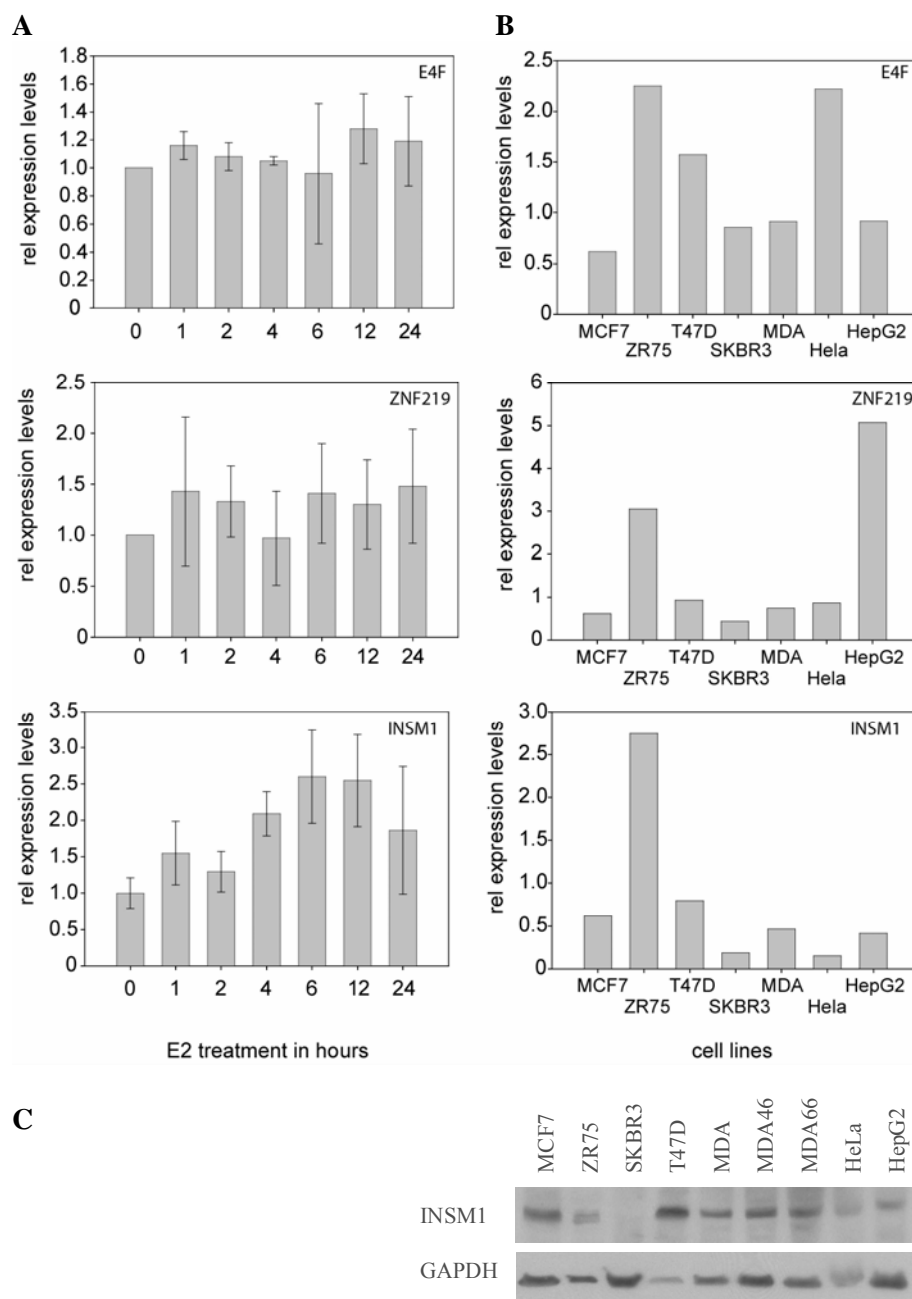 A
B
rel expression levels
1.8
1.6
1.4
1.2
1.0
0.8
0.6
0.4
0.2
0
E4F
0 1 2 4 6 12 24
rel expression levels
2.5
2.0
1.5
1.0
0.5
0.0
E4F
MCF7 T47D MDA HepG2
ZR75 SKBR3 Hela
rel expression levels
2.5
2.0
1.5
1.0
0.5
0
ZNF219
0 1 2 4 6 12 24
rel expression levels
6
5
4
3
2
1
0
ZNF219
MCF7 T47D MDA HepG2
ZR75 SKBR3 Hela
rel expression levels
3.5
3.0
2.5
2.0
1.5
1.0
0.5
0.0
INSM1
0 1 2 4 6 12 24
E2 treatment in hours
rel expression levels
3.0
2.5
2.0
1.5
1.0
0.5
0
INSM1
MCF7 T47D MDA HepG2
ZR75 SKBR3 Hela
cell lines
C
MCF7 ZR75 SKBR3 T47D MDA MDA46 MDA66 HeLa HepG2
INSM1
GAPDH